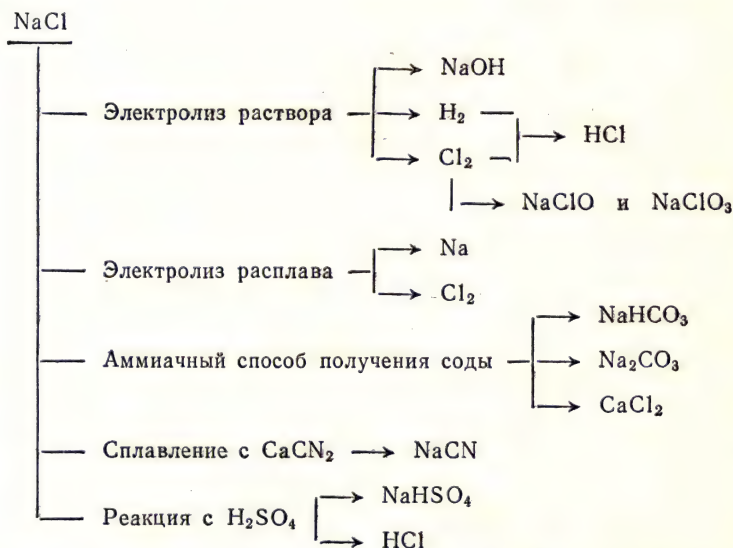 NaCl
NaOH
Электролиз раствора
H₂
HCl
Cl₂
NaClO и NaClO₃
Na
Электролиз расплава
Cl₂
NaHCO₃
Аммиачный способ получения соды
Na₂CO₃
CaCl₂
Сплавление с CaCN₂
NaCN
NaHSO₄
Реакция с H₂SO₄
HCl